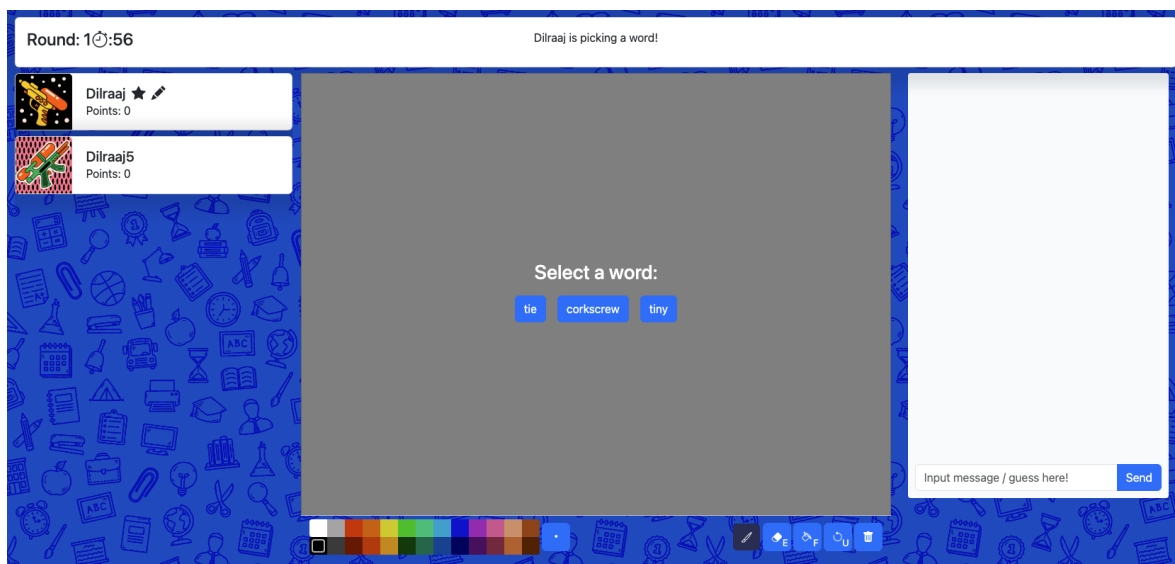 Round: 1 :56
Dilraaj is picking a word!
Dilraaj
Points: 0
Dilraaj5
Points: 0
Select a word:
tie corkscrew tiny
Input message / guess here! Send
E F U
ABC
ABC
ABC